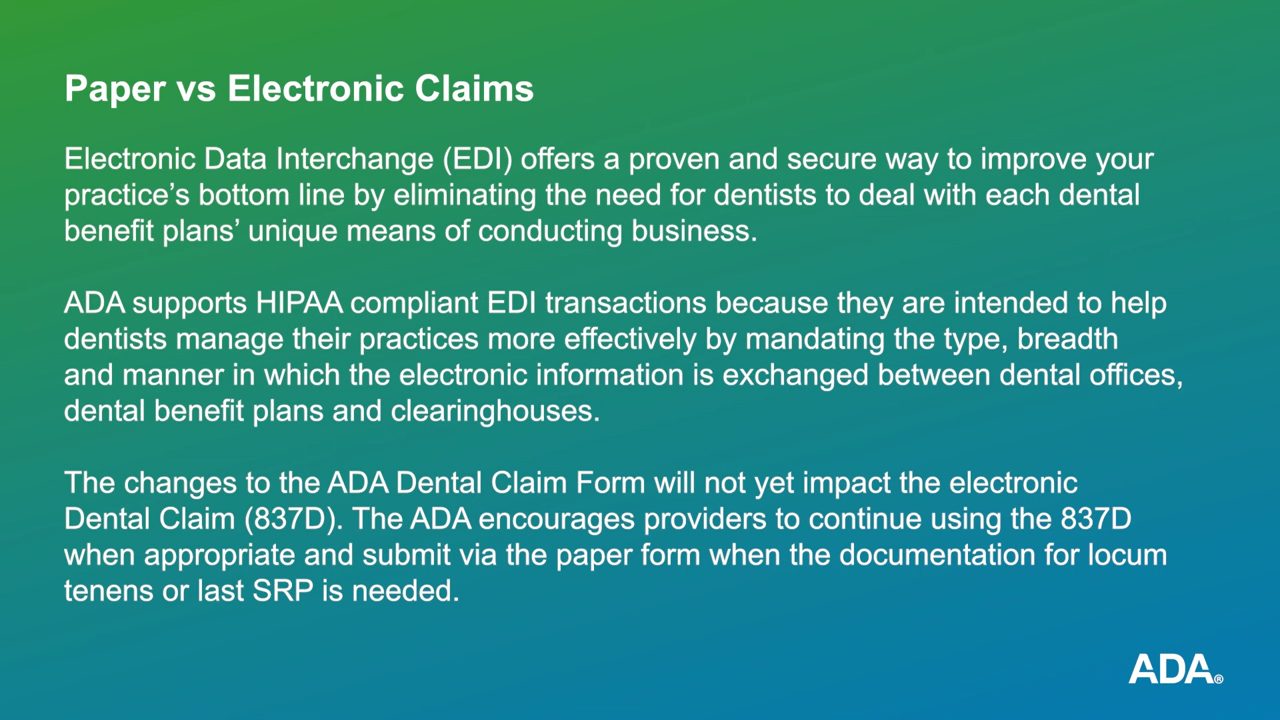 Paper vs Electronic Claims
Electronic Data Interchange (EDI) offers a proven and secure way to improve your
practice’s bottom line by eliminating the need for dentists to deal with each dental
benefit plans’ unique means of conducting business.
ADA supports HIPAA compliant EDI transactions because they are intended to help
dentists manage their practices more effectively by mandating the type, breadth
and manner in which the electronic information is exchanged between dental offices,
dental benefit plans and clearinghouses.
The changes to the ADA Dental Claim Form will not yet impact the electronic
Dental Claim (837D). The ADA encourages providers to continue using the 837D
when appropriate and submit via the paper form when the documentation for locum
tenens or last SRP is needed.
ADA®